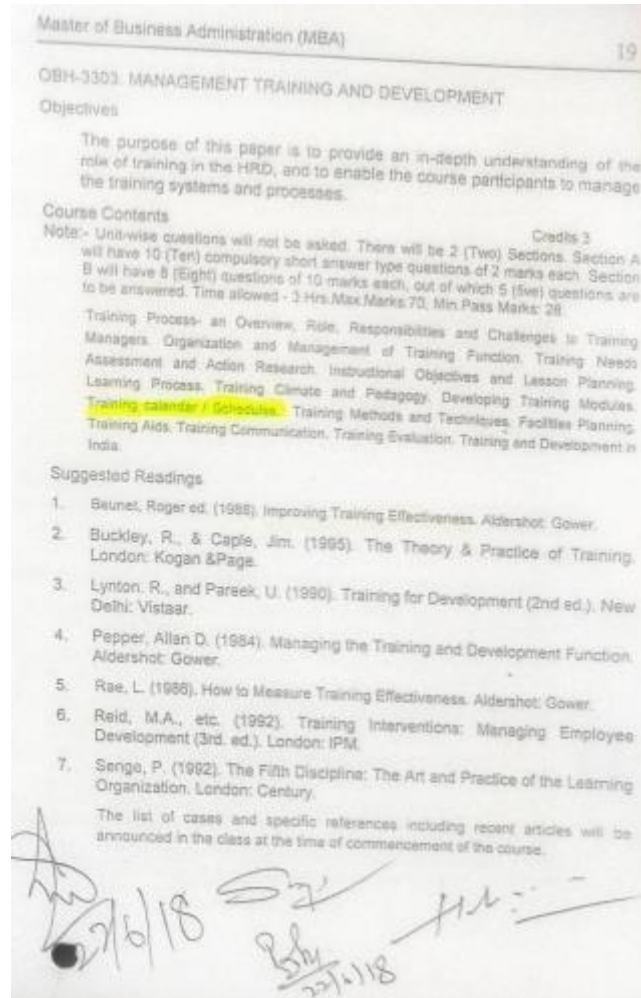 Master of Business Administration (MBA)
19
OBH-3303: MANAGEMENT TRAINING AND DEVELOPMENT
Objectives
The purpose of this paper is to provide an in-depth understanding of the
role of training in the HRD, and to enable the course participants to manage
the training systems and processes.
Course Contents
Credits 3
Note:- Unit-wise questions will not be asked. There will be 2 (Two) Sections. Section A
will have 10 (Ten) compulsory short answer type questions of 2 marks each. Section
B will have 8 (Eight) questions of 10 marks each, out of which 5 (five) questions are
to be answered. Time allowed - 3 Hrs.Max.Marks.70, Min.Pass Marks: 28
Training Process- an Overview, Role, Responsibilities and Challenges to Training
Managers. Organization and Management of Training Function. Training Needs
Assessment and Action Research. Instructional Objectives and Lesson Planning.
Learning Process. Training Climate and Pedagogy. Developing Training Modules.
Training calendar / Schedules. Training Methods and Techniques. Facilities Planning.
Training Aids. Training Communication. Training Evaluation. Training and Development in
India.
Suggested Readings
1. Roger ed. (1988). Improving Training Effectiveness. Aldershot: Gower.
2. Buckley, R., & Caple, Jim. (1995). The Theory & Practice of Training.
London: Kogan &Page.
3. Lynton, R., and Pareek, U. (1990). Training for Development (2nd ed.). New
Delhi: Vistaar.
4. Pepper, Allan D. (1984). Managing the Training and Development Function.
Aldershot: Gower.
5. Rae, L. (1986). How to Measure Training Effectiveness. Aldershot: Gower.
6. Reid, M.A., etc. (1992). Training Interventions: Managing Employee
Development (3rd. ed.). London: IPM.
7. Senge, P. (1992). The Fifth Discipline: The Art and Practice of the Learning
Organization. London: Century.
The list of cases and specific references including recent articles will be
announced in the class at the time of commencement of the course.
22/6/18
22/6/18